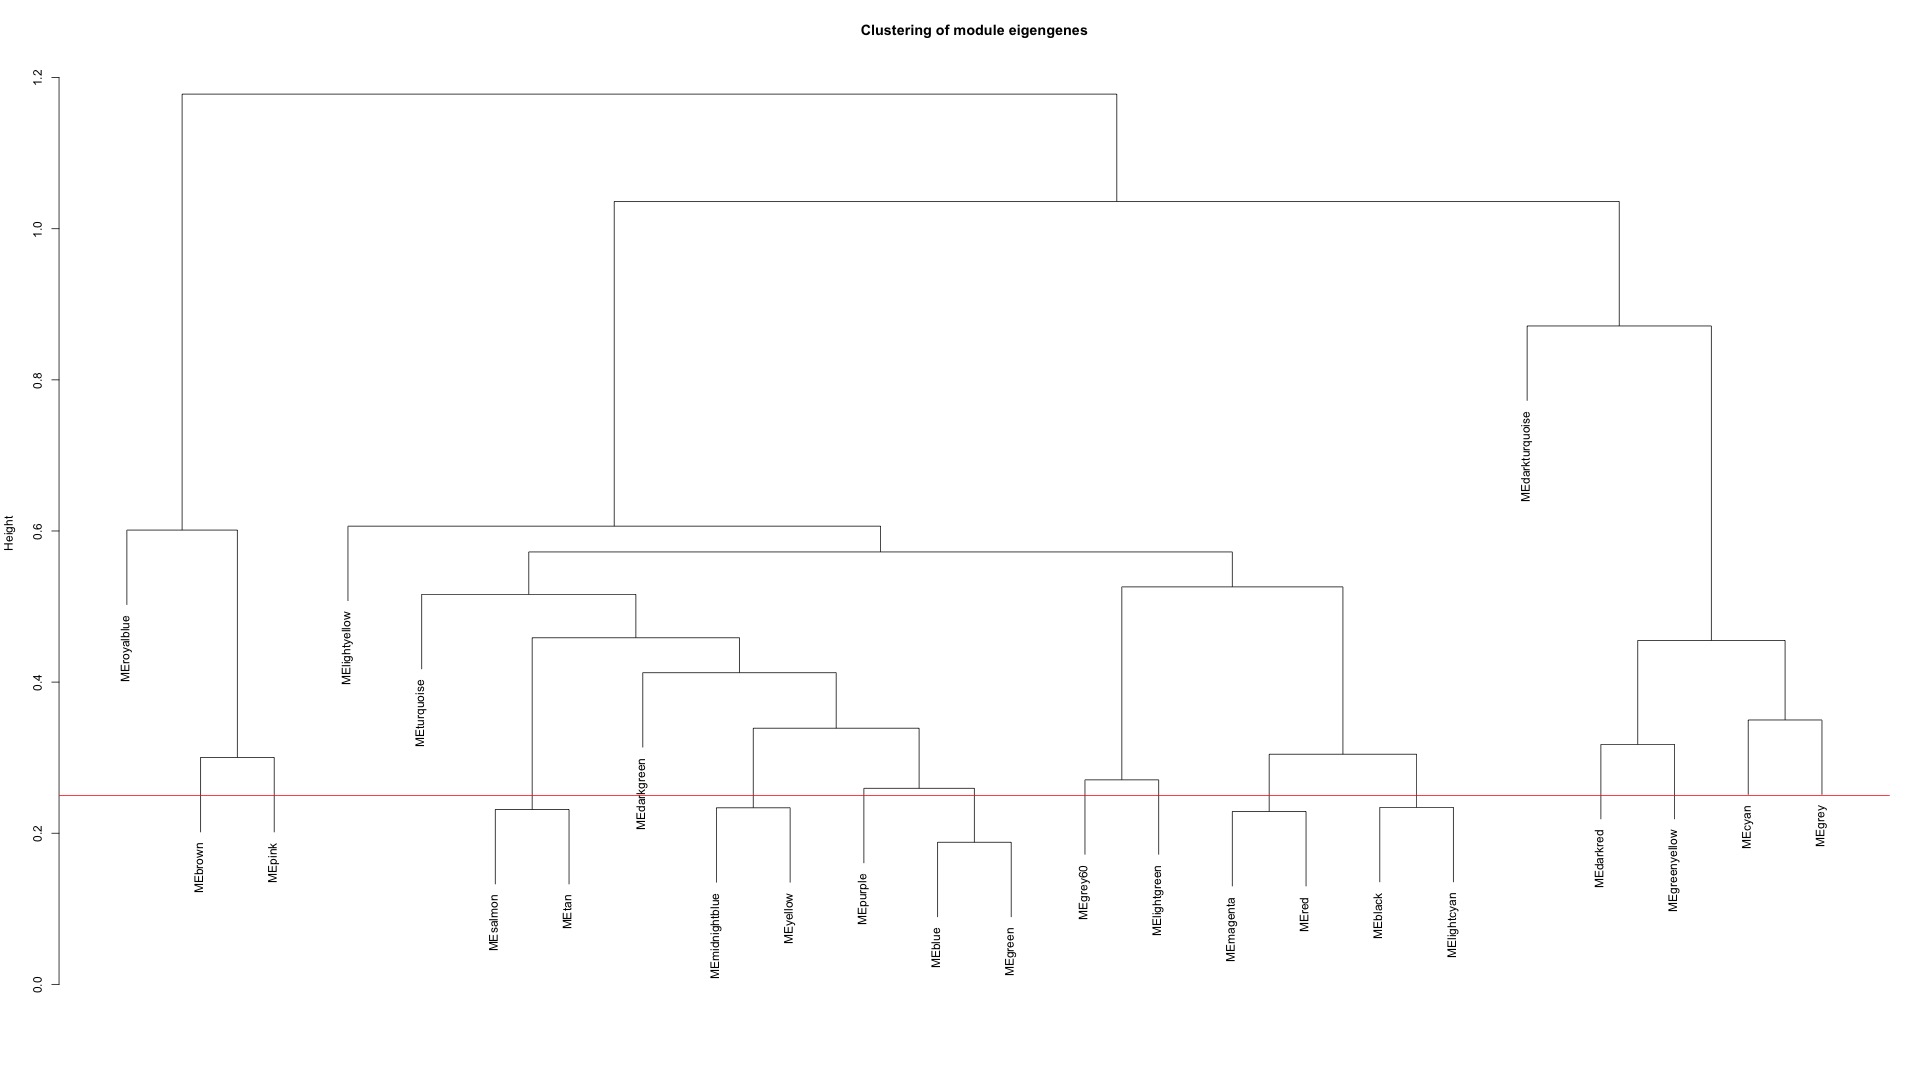 Clustering of module eigengenes
Height
1.2
1.0
0.8
0.6
0.4
0.2
0.0
MEroyalblue
MEbrown
MEpink
MElightyellow
MEturquoise
MEsalmon
MEtan
MEdarkgreen
MEmidnightblue
MEyellow
MEpurple
MEblue
MEgreen
MEgrey60
MElightgreen
MEmagenta
MEred
MEblack
MElightcyan
MEdarkturquoise
MEdarkred
MEgreenyellow
MEcyan
MEgrey